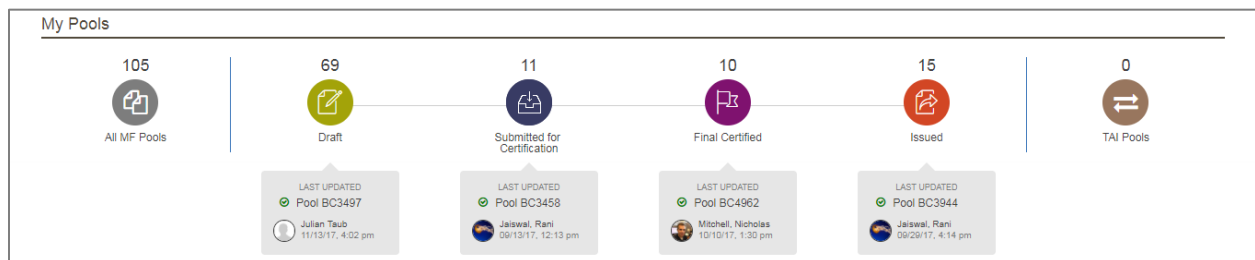 My Pools
105
All MF Pools
69
Draft
11
Submitted for
Certification
10
Final Certified
15
Issued
0
TAI Pools
LAST UPDATED
Pool BC3497
Julian Taub
11/13/17, 4:02 pm
LAST UPDATED
Pool BC3458
Jaiswal, Rani
09/13/17, 12:13 pm
LAST UPDATED
Pool BC4962
Mitchell, Nicholas
10/10/17, 1:30 pm
LAST UPDATED
Pool BC3944
Jaiswal, Rani
09/29/17, 4:14 pm